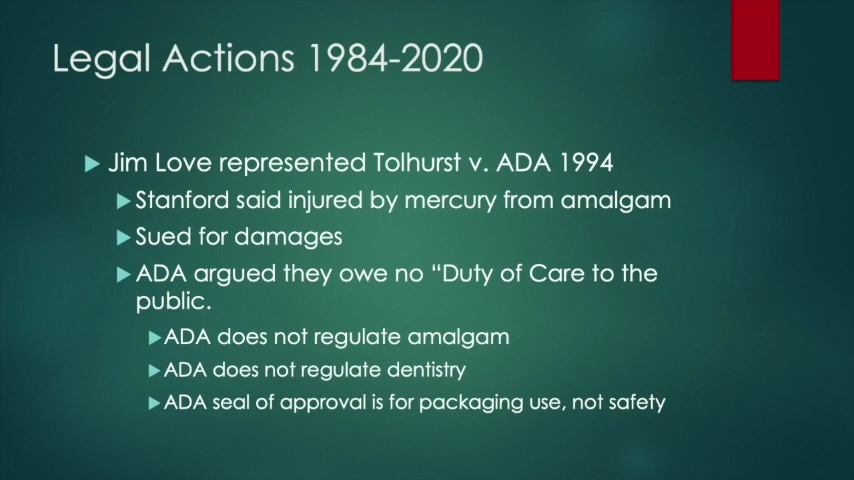 Legal Actions 1984-2020
Jim Love represented Tolhurst v. ADA 1994
Stanford said injured by mercury from amalgam
Sued for damages
ADA argued they owe no “Duty of Care to the
public.
ADA does not regulate amalgam
ADA does not regulate dentistry
ADA seal of approval is for packaging use, not safety